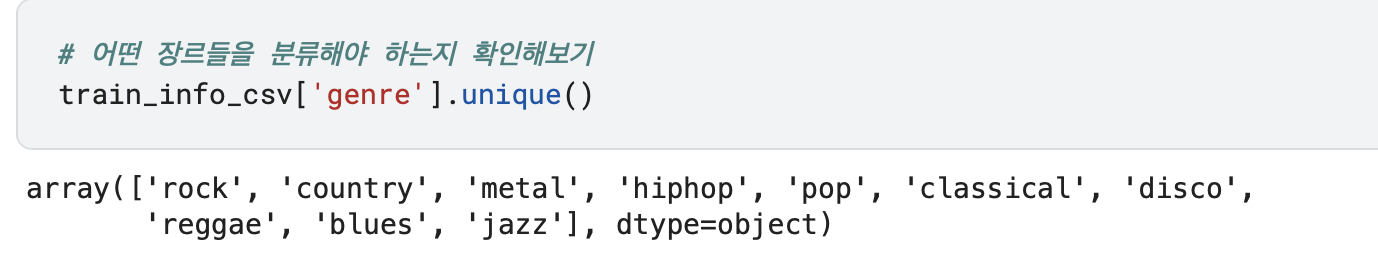 # 어떤 장르들을 분류해야 하는지 확인해보기
train_info_csv['genre'].unique()
array(['rock', 'country', 'metal', 'hiphop', 'pop', 'classical', 'disco',
'reggae', 'blues', 'jazz'], dtype=object)